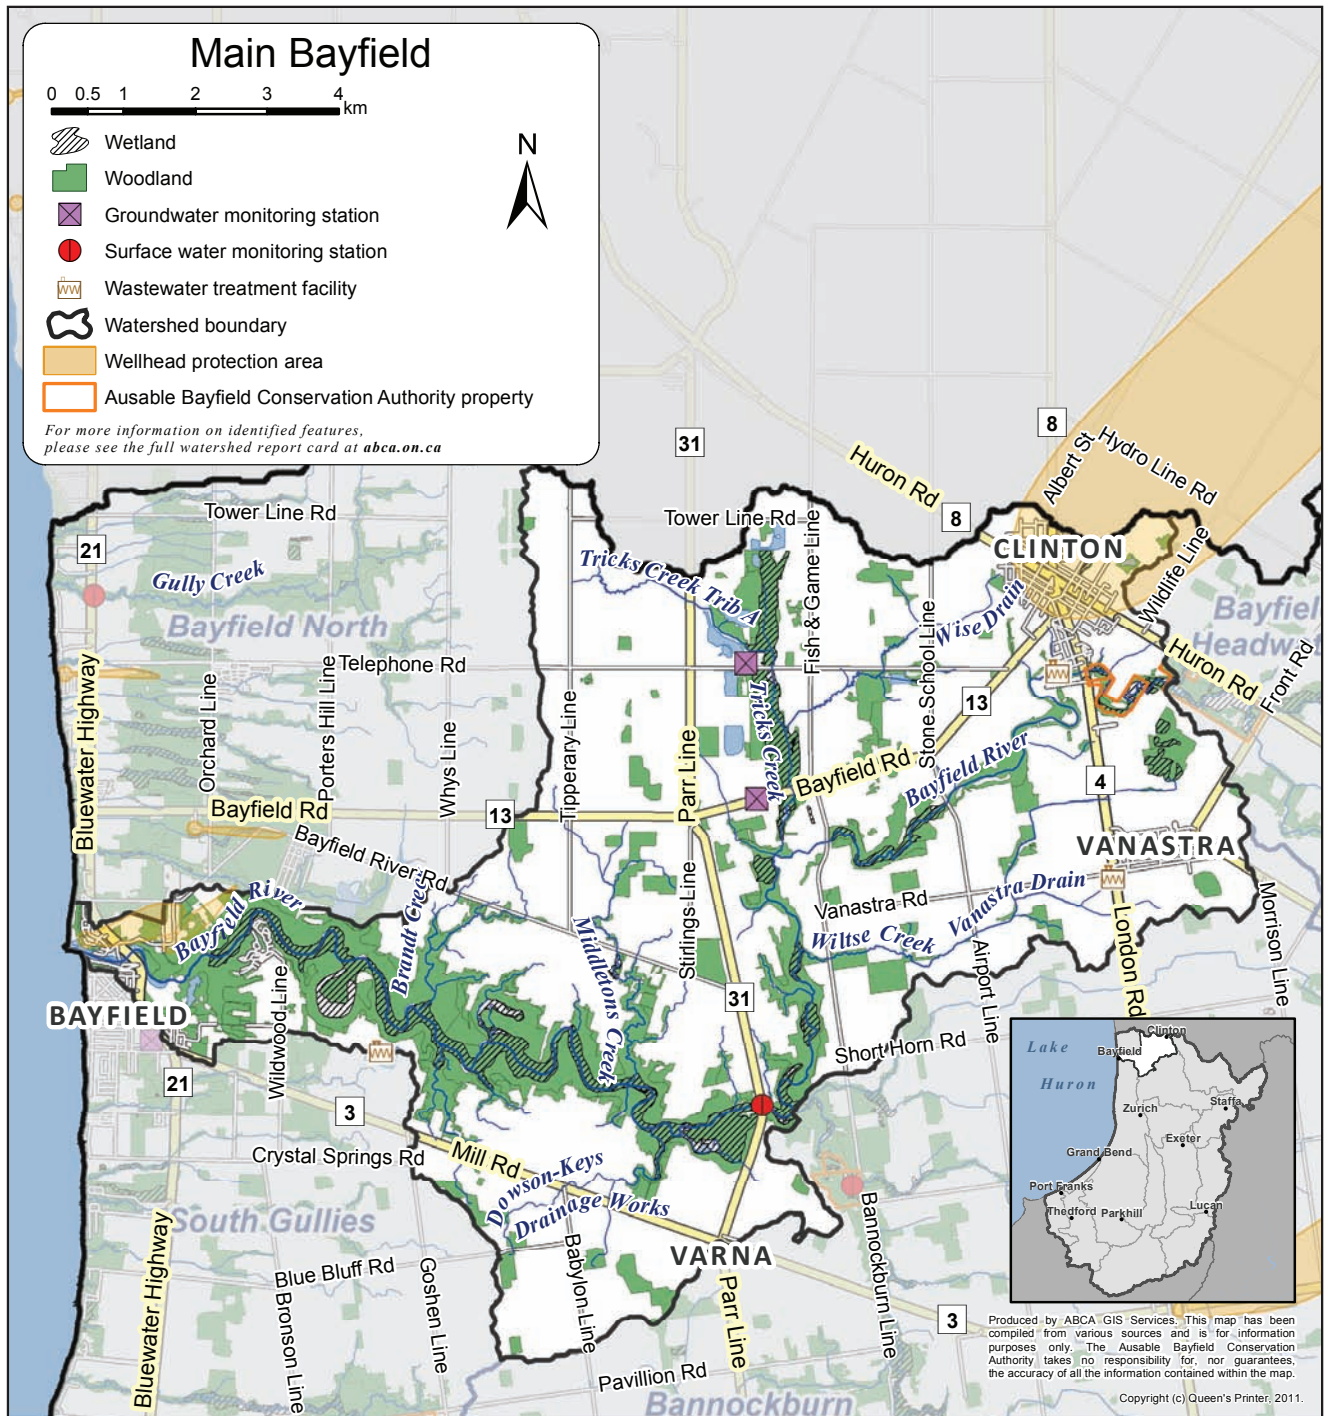 Main Bayfield
0 0.5 1 2 3 4
km
Wetland
Woodland
Groundwater monitoring station
Surface water monitoring station
Wastewater treatment facility
Watershed boundary
Wellhead protection area
Ausable Bayfield Conservation Authority property
For more information on identified features,
please see the full watershed report card at abca.on.ca
N
31
8
Albert St
Hydro Line Rd
Huron Rd
8
Tower Line Rd
Tower Line Rd
21
Gully Creek
Tricks Creek Trib A
CLINTON
Wildlife Line
Fish & Game Line
Wise Drain
Stone School Line
Bayfield North
Bayfiel
Headwat
Telephone Rd
Huron Rd
Front Rd
Bluewater Highway
Orchard Line
Porters Hill Line
Whys Line
Tipperary Line
Parr Line
Tricks Creek
13
Bayfield Rd
Bayfield River
4
Bayfield Rd
13
Bayfield River Rd
VANASTRA
Bayfield River
Brandt Cree
Middletons Creek
Stirlings Line
Vanastra Rd
Vanastra Drain
Wiltse Creek
Airport Line
London Rd
Morrison Line
BAYFIELD
Wildwood Line
31
Short Horn Rd
21
3
Crystal Springs Rd
Mill Rd
Dowson-Keys
Drainage Works
South Gullies
Bluewater Highway
Blue Bluff Rd
Bronson Line
Goshen Line
Babylon Line
VARNA
Parr Line
Bannockburn Line
3
Pavillion Rd
Bannockburn
Lake
Huron
Clinton
Bayfield
Zurich
Staffa
Exeter
Grand Bend
Port Franks
Thedford
Parkhill
Lucan
Produced by ABCA GIS Services. This map has been
compiled from various sources and is for information
purposes only. The Ausable Bayfield Conservation
Authority takes no responsibility for, nor guarantees,
the accuracy of all the information contained within the map.
Copyright (c) Queen's Printer, 2011.